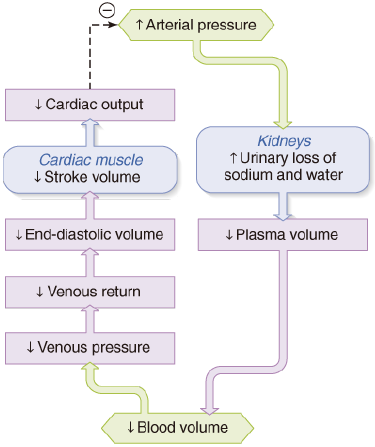 ⊖
↑ Arterial pressure
↓ Cardiac output
Kidneys
↑ Urinary loss of
sodium and water
Cardiac muscle
↓ Stroke volume
↓ End-diastolic volume
↓ Plasma volume
↓ Venous return
↓ Venous pressure
↓ Blood volume